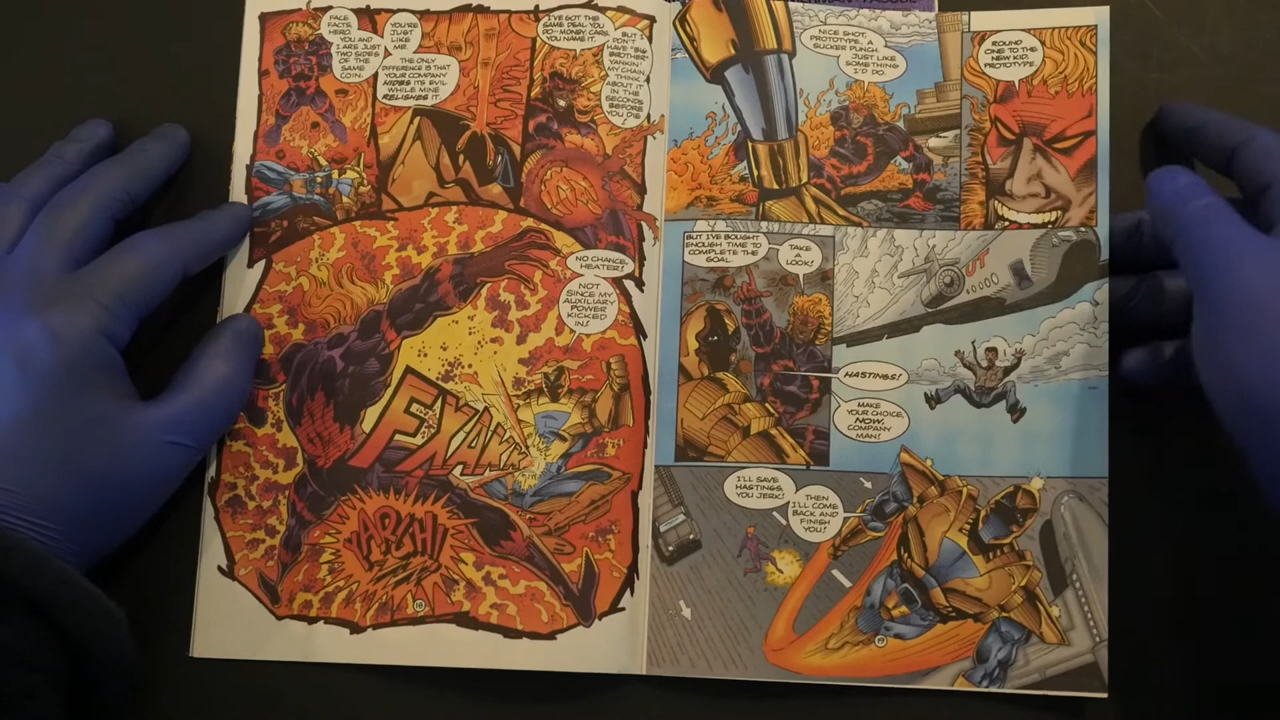 FACE
FACTS,
HERO.
YOU AND
I ARE JUST
TWO SIDES
OF THE
SAME
COIN.
YOU'RE
JUST
LIKE
ME.
THE ONLY
DIFFERENCE IS THAT
YOUR COMPANY
HIDES ITS EVIL
WHILE MINE
RELISHES IT.
I'VE GOT THE
SAME DEAL YOU
DO--MONEY, CARS,
YOU NAME IT.
BUT I
DON'T
HAVE "BIG
BROTHER"
YANKIN'
MY CHAIN.
THINK
ABOUT IT
IN THE
SECONDS
BEFORE
YOU DIE!
NO CHANCE,
HEATER!
NOT
SINCE MY
AUXILIARY
POWER
KICKED
IN!
ARGH!
18
NICE SHOT,
PROTOTYPE. A
SUCKER PUNCH.
JUST LIKE
SOMETHING
I'D DO.
ROUND
ONE TO THE
NEW KID,
PROTOTYPE.
BUT I'VE BOUGHT
ENOUGH TIME TO
COMPLETE THE
GOAL.
TAKE
A
LOOK!
UT
HASTINGS!
MAKE
YOUR CHOICE,
NOW,
COMPANY
MAN!
I'LL SAVE
HASTINGS,
YOU JERK!
THEN
I'LL COME
BACK AND
FINISH
YOU!
19